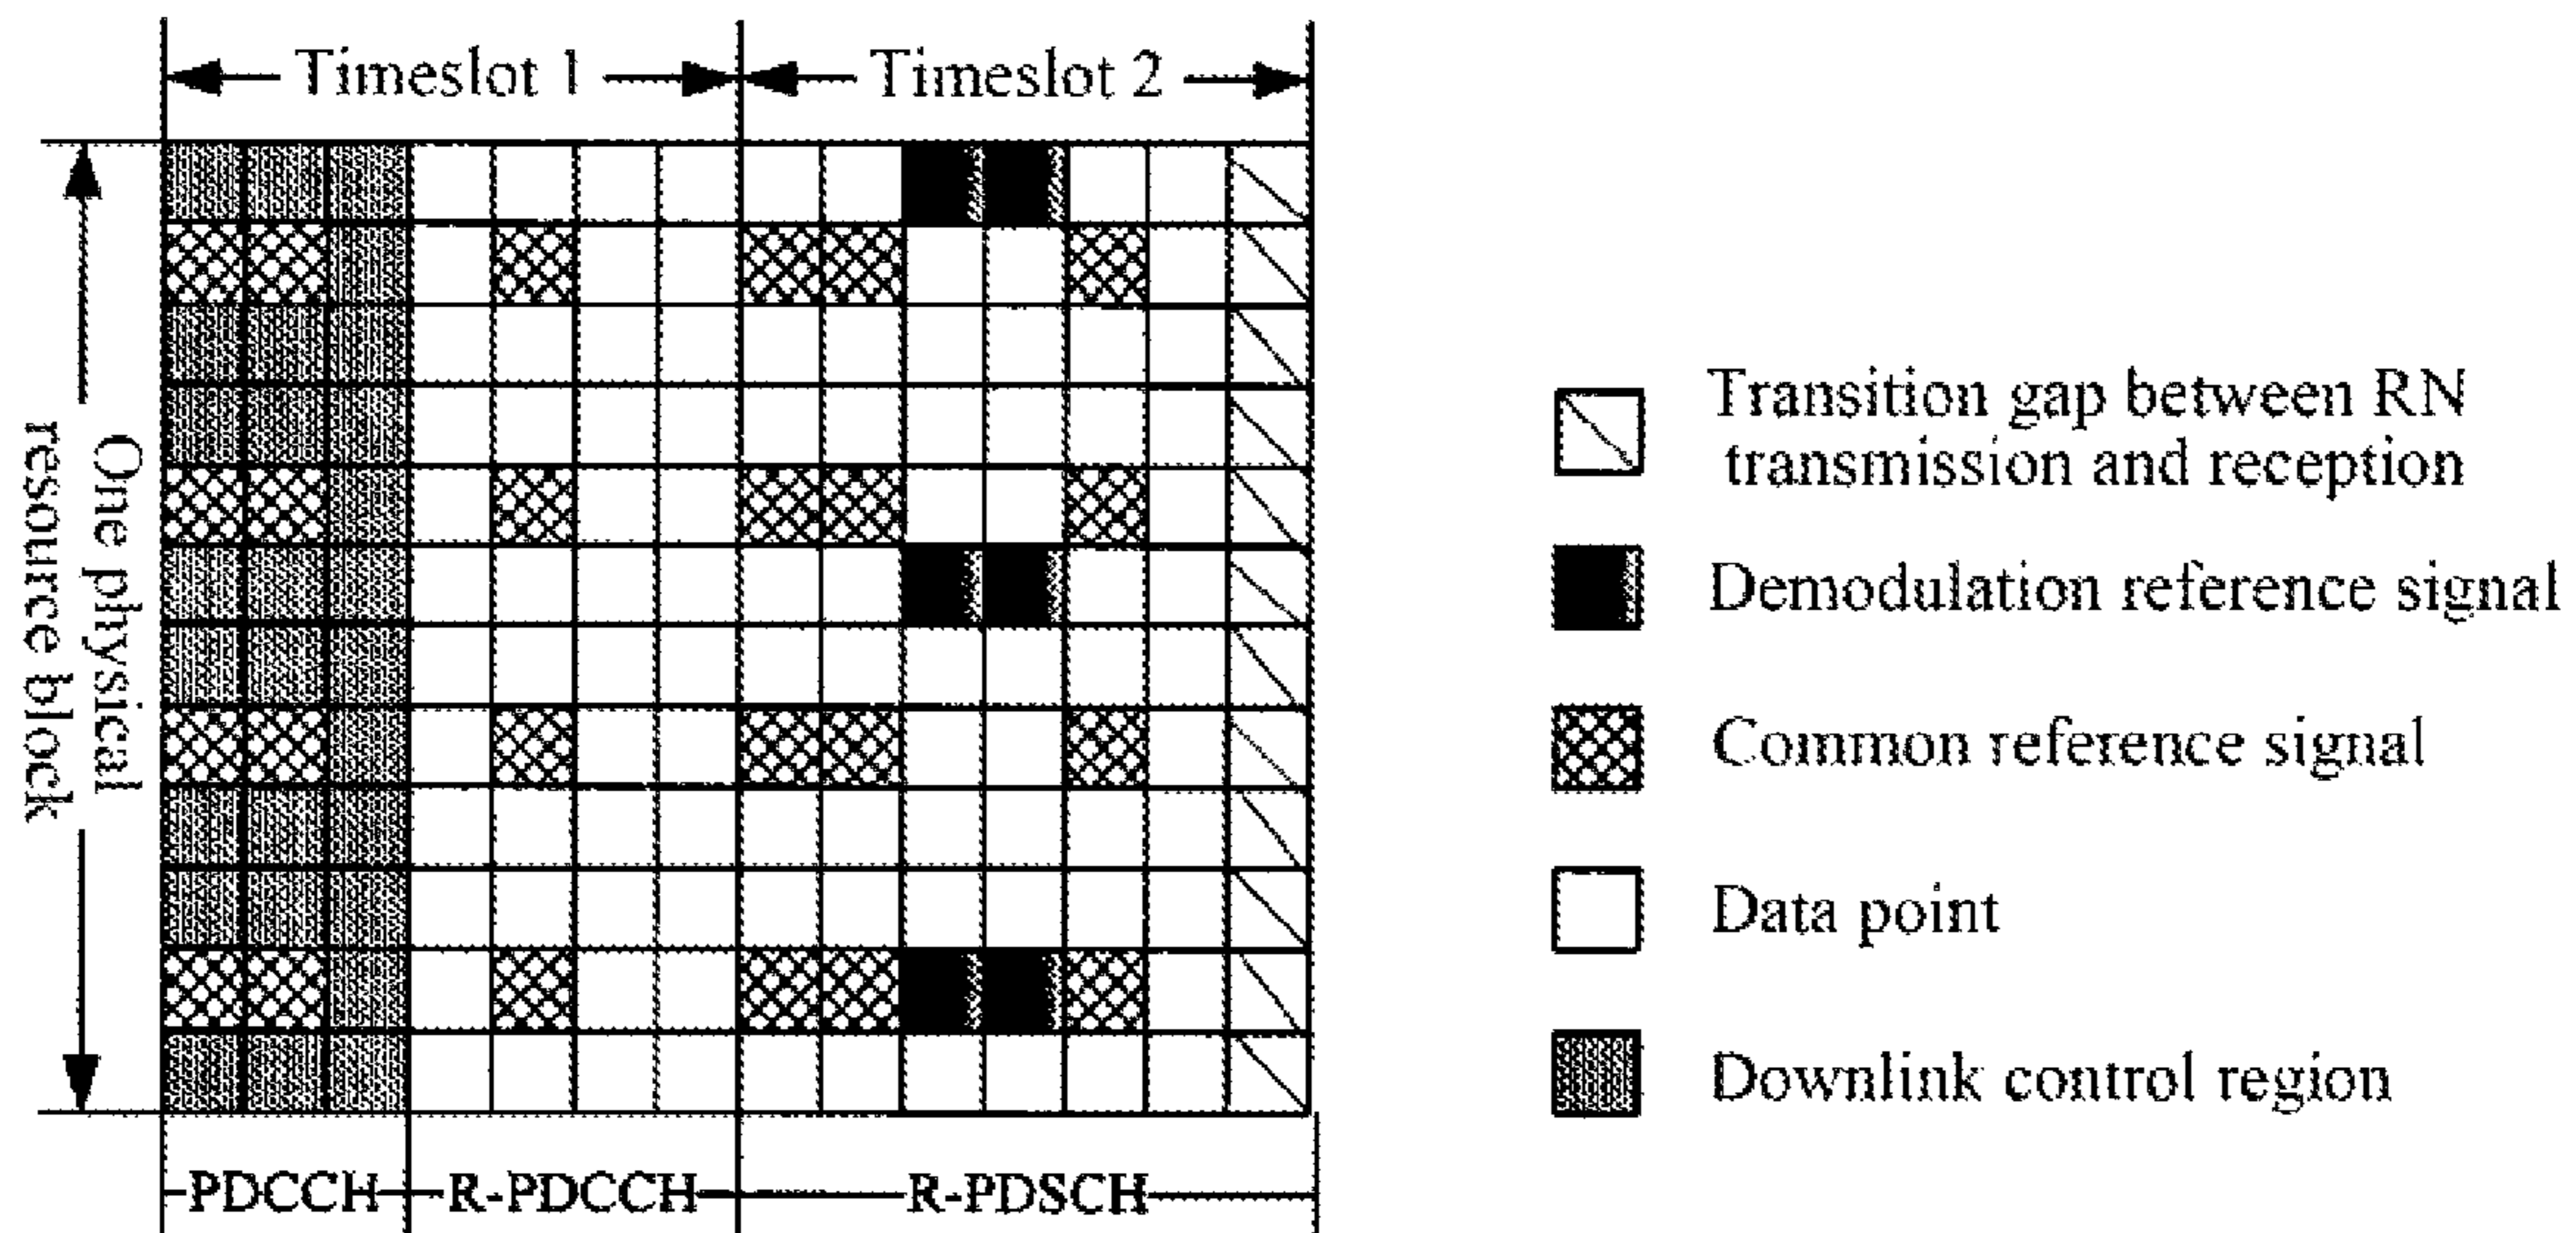 Timeslot 1
Timeslot 2
One physical
resource block
PDCCH
R-PDCCH
R-PDSCH
Transition gap between RN
transmission and reception
Demodulation reference signal
Common reference signal
Data point
Downlink control region